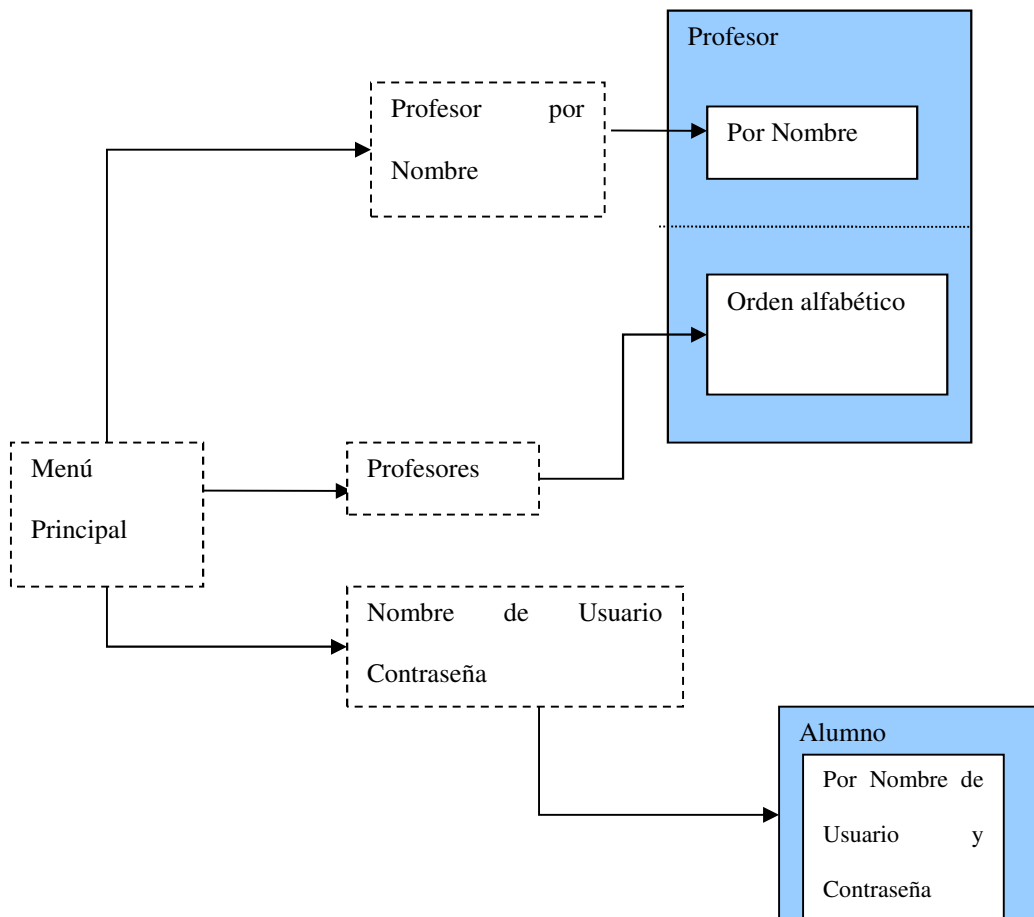 Profesor
Profesor por
Nombre
Por Nombre
Orden alfabético
Menú
Principal
Profesores
Nombre de Usuario
Contraseña
Alumno
Por Nombre de
Usuario y
Contraseña